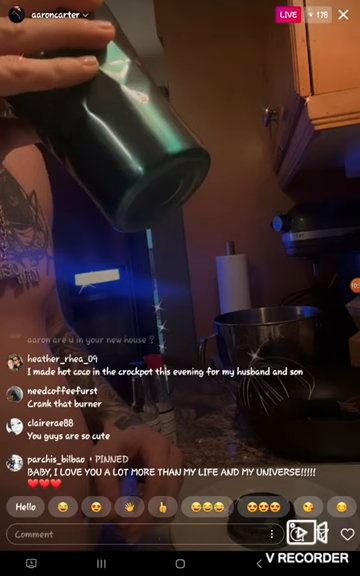 aaroncarter
LIVE
178
aaron are u in your new house ?
heather_rhea_09
I made hot coco in the crockpot this evening for my husband and son
needcoffeefurst
Crank that burner
clairerae88
You guys are so cute
parchis_bilbao • PINNED
BABY, I LOVE YOU A LOT MORE THAN MY LIFE AND MY UNIVERSE!!!!!
Hello
Comment
V RECORDER